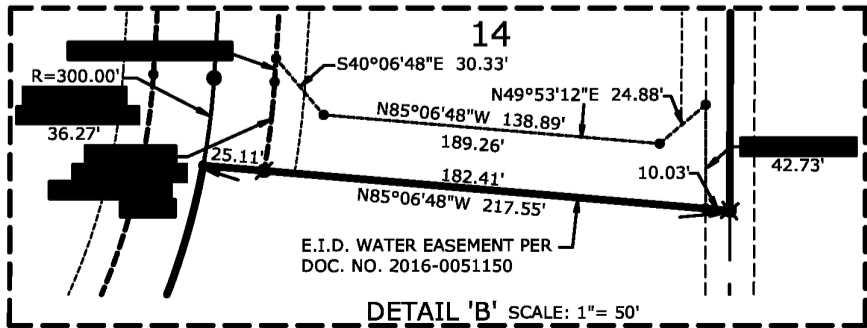 14
S40°06'48"E 30.33'
R=300.00'
36.27'
N49°53'12"E 24.88'
N85°06'48"W 138.89'
189.26'
42.73'
25.11'
10.03'
182.41'
N85°06'48"W 217.55'
E.I.D. WATER EASEMENT PER
DOC. NO. 2016-0051150
DETAIL 'B' SCALE: 1"= 50'